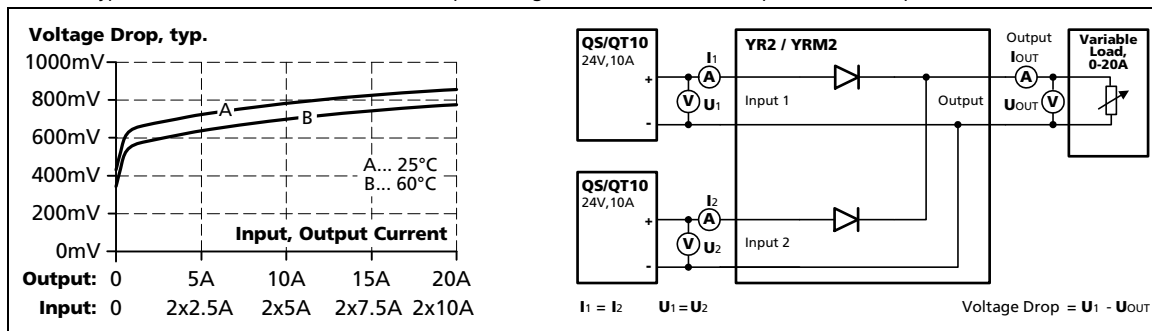 Voltage Drop, typ.
1000mV
800mV
600mV
400mV
200mV
0mV
A
B
A... 25°C
B... 60°C
Input, Output Current
Output: 0 5A 10A 15A 20A
Input: 0 2x2.5A 2x5A 2x7.5A 2x10A
QS/QT10
24V,10A
+
-
I1
A
V U1
YR2 / YRM2
Input 1
Output
Output
IOUT
A
UOUT V
Variable
Load,
0-20A
QS/QT10
24V,10A
+
-
I2
A
V U2
Input 2
I1 = I2 U1=U2
Voltage Drop = U1 - UOUT